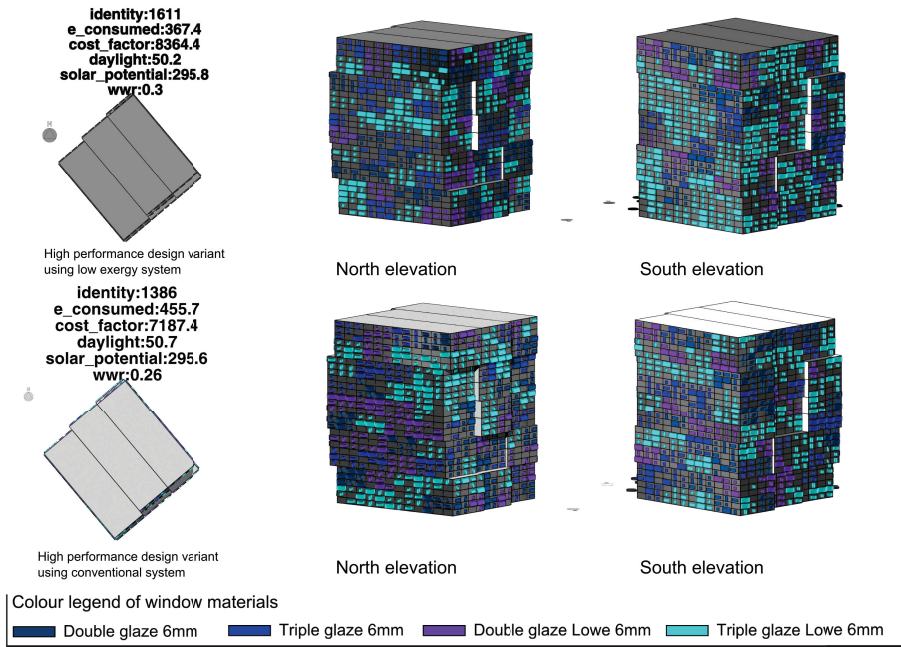 identity:1611
e_consumed:367.4
cost_factor:8364.4
daylight:50.2
solar_potential:295.8
wwr:0.3
High performance design variant
using low exergy system
North elevation
South elevation
identity:1386
e_consumed:455.7
cost_factor:7187.4
daylight:50.7
solar_potential:295.6
wwr:0.26
High performance design variant
using conventional system
North elevation
South elevation
Colour legend of window materials
Double glaze 6mm
Triple glaze 6mm
Double glaze Lowe 6mm
Triple glaze Lowe 6mm